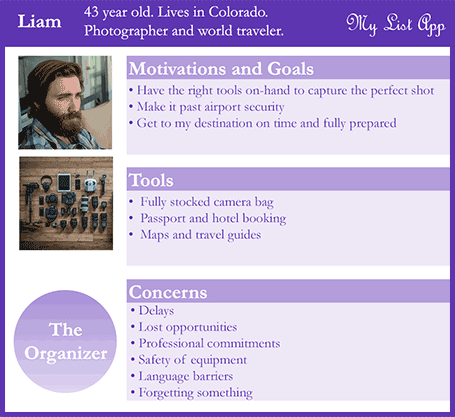 Liam
43 year old. Lives in Colorado.
Photographer and world traveler.
My List App
Motivations and Goals
• Have the right tools on-hand to capture the perfect shot
• Make it past airport security
• Get to my destination on time and fully prepared
Tools
• Fully stocked camera bag
• Passport and hotel booking
• Maps and travel guides
The
Organizer
Concerns
• Delays
• Lost opportunities
• Professional commitments
• Safety of equipment
• Language barriers
• Forgetting something